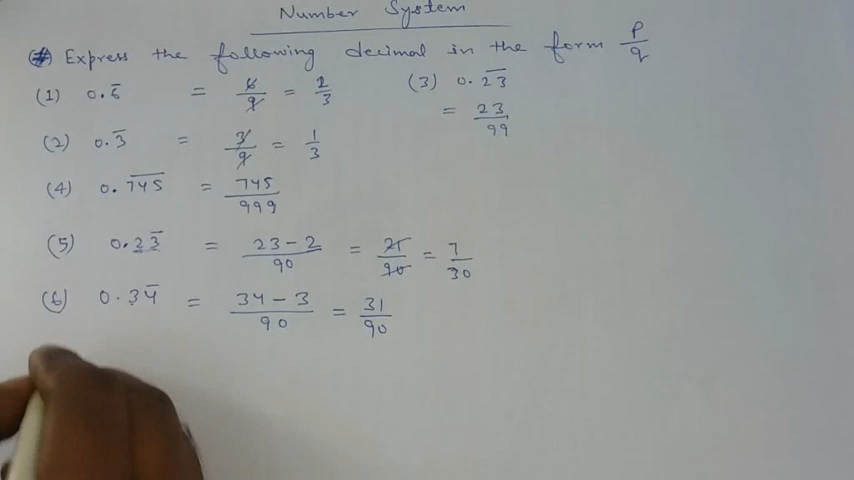 Number System
(#) Express the following decimal in the form p/q
(1) 0.6̅ = 6/9 = 2/3
(3) 0.2̅3̅
= 23/99
(2) 0.3̅ = 3/9 = 1/3
(4) 0.7̅4̅5̅ = 745/999
(5) 0.23̅ = 23-2/90 = 21/90 = 7/30
(6) 0.34̅ = 34-3/90 = 31/90